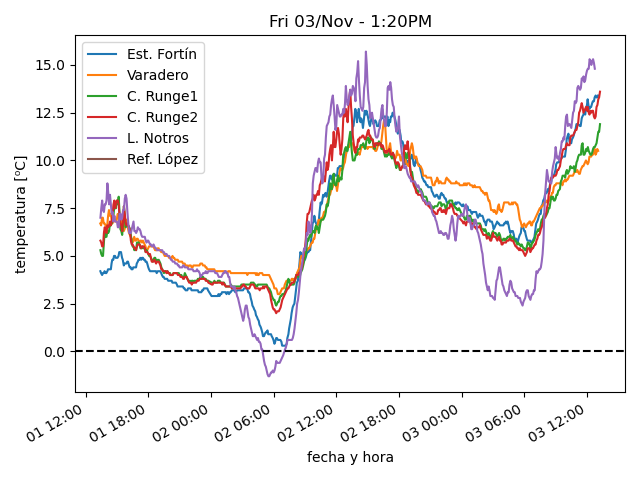 Fri 03/Nov - 1:20PM
temperatura [ºC]
15.0
12.5
10.0
7.5
5.0
2.5
0.0
Est. Fortín
Varadero
C. Runge1
C. Runge2
L. Notros
Ref. López
01 12:00
01 18:00
02 00:00
02 06:00
02 12:00
02 18:00
03 00:00
03 06:00
03 12:00
fecha y hora